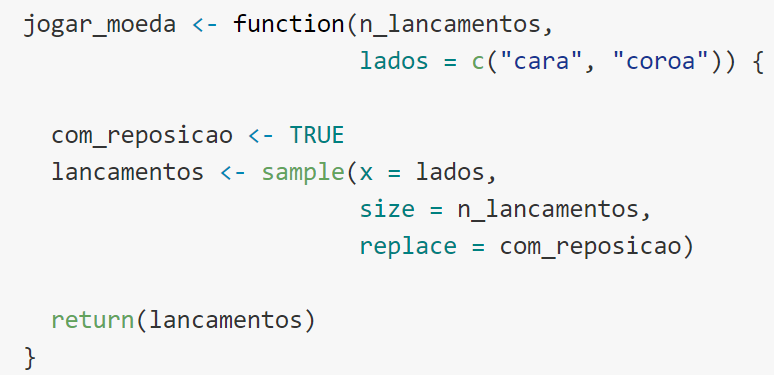 jogar_moeda <- function(n_lancamentos,
                        lados = c("cara", "coroa")) {
  com_reposicao <- TRUE
  lancamentos <- sample(x = lados,
                        size = n_lancamentos,
                        replace = com_reposicao)
  return(lancamentos)
}